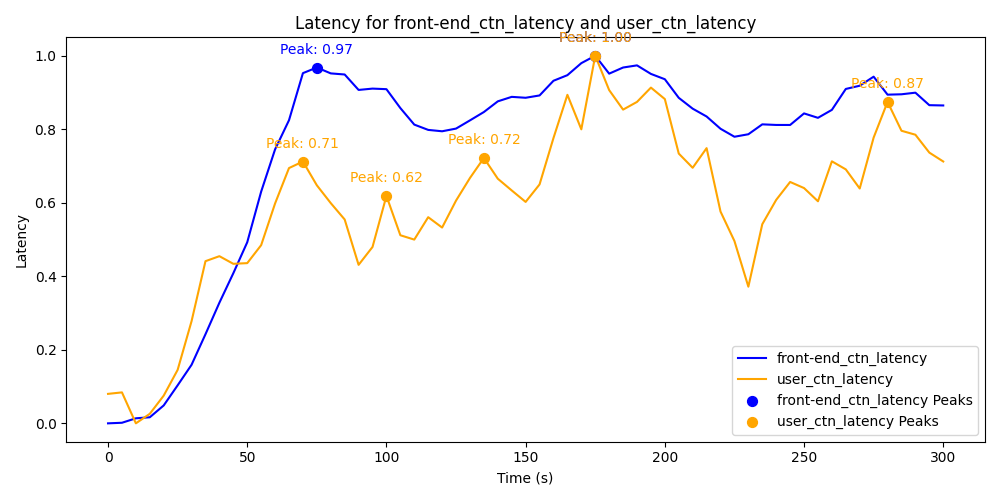 Latency for front-end_ctn_latency and user_ctn_latency
Peak: 1.00
Peak: 0.97
Peak: 0.87
Peak: 0.71
Peak: 0.72
Peak: 0.62
1.0
0.8
0.6
0.4
0.2
0.0
Latency
front-end_ctn_latency
user_ctn_latency
front-end_ctn_latency Peaks
user_ctn_latency Peaks
0 50 100 150 200 250 300
Time (s)